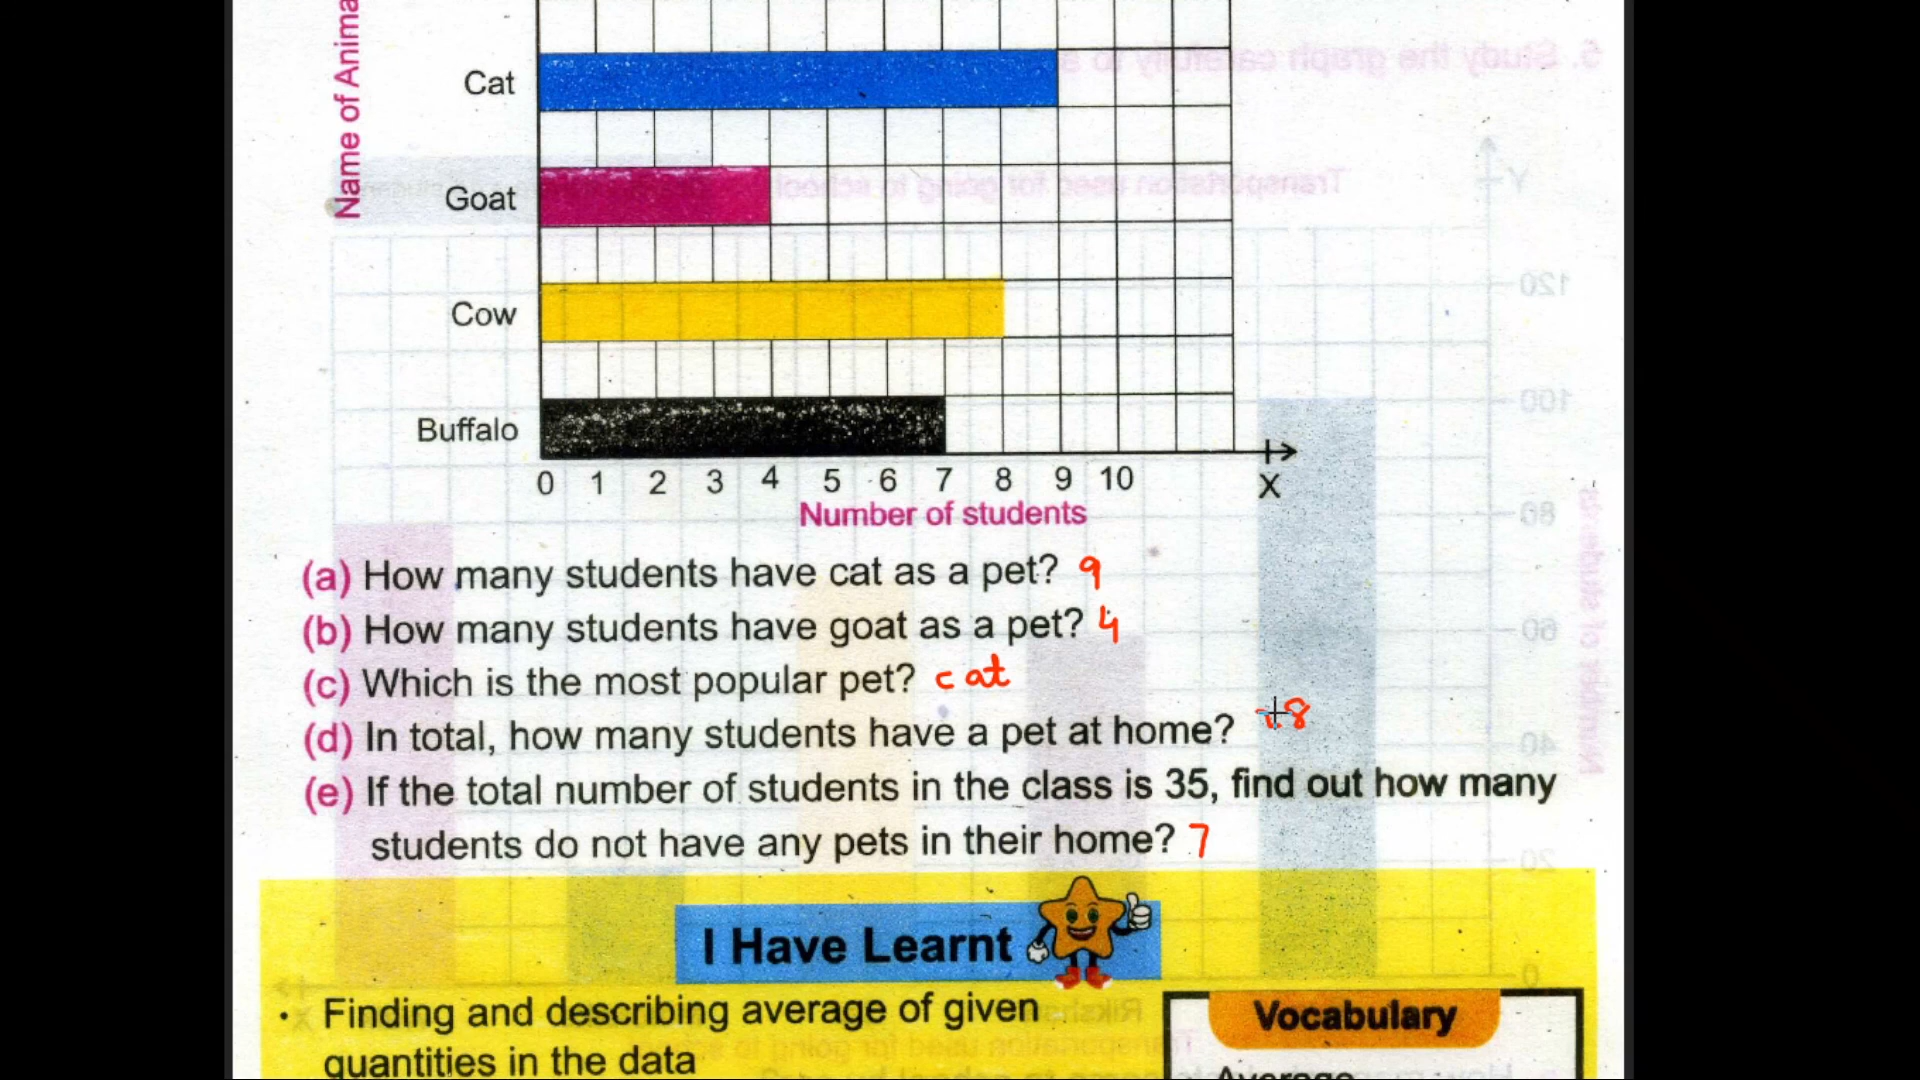 Name of Anima
Cat
Goat
Cow
Buffalo
0 1 2 3 4 5 6 7 8 9 10
X
Number of students
(a) How many students have cat as a pet? 9
(b) How many students have goat as a pet? 4
(c) Which is the most popular pet? cat
(d) In total, how many students have a pet at home? 8
(e) If the total number of students in the class is 35, find out how many
students do not have any pets in their home? 7
I Have Learnt
• Finding and describing average of given
quantities in the data
Vocabulary
Average